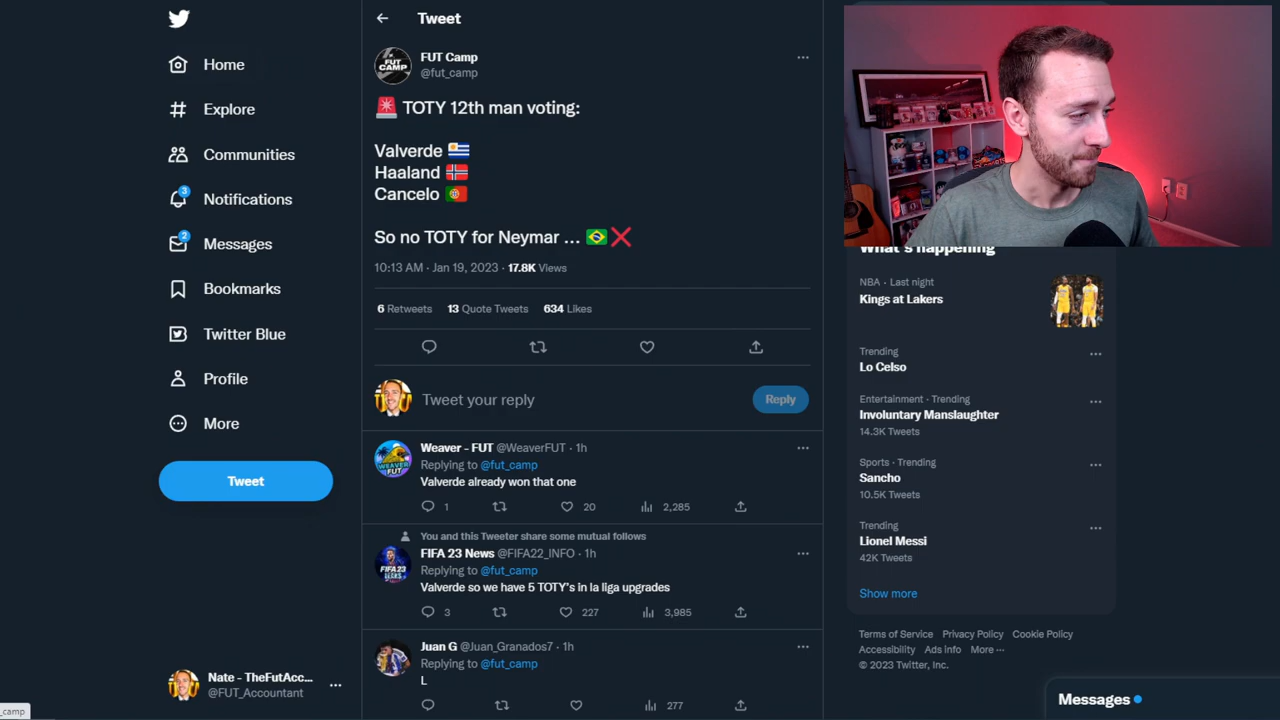 Tweet
Home
Explore
Communities
Notifications
3
Messages
2
Bookmarks
Twitter Blue
Profile
More
Tweet
Nate - TheFutAcc...
@FUT_Accountant
_camp
FUT CAMP
FUT Camp
@fut_camp
TOTY 12th man voting:
Valverde
Haaland
Cancelo
So no TOTY for Neymar ...
10:13 AM · Jan 19, 2023 · 17.8K Views
6 Retweets 13 Quote Tweets 634 Likes
Tweet your reply
Reply
Weaver - FUT @WeaverFUT · 1h
Replying to @fut_camp
Valverde already won that one
1 20 2,285
You and this Tweeter share some mutual follows
FIFA 23 News @FIFA22_INFO · 1h
Replying to @fut_camp
Valverde so we have 5 TOTY's in la liga upgrades
3 227 3,985
Juan G @Juan_Granados7 · 1h
Replying to @fut_camp
L
277
What's happening
NBA · Last night
Kings at Lakers
Trending
Lo Celso
Entertainment · Trending
Involuntary Manslaughter
14.3K Tweets
Sports · Trending
Sancho
10.5K Tweets
Trending
Lionel Messi
42K Tweets
Show more
Terms of Service Privacy Policy Cookie Policy
Accessibility Ads info More ···
© 2023 Twitter, Inc.
Messages